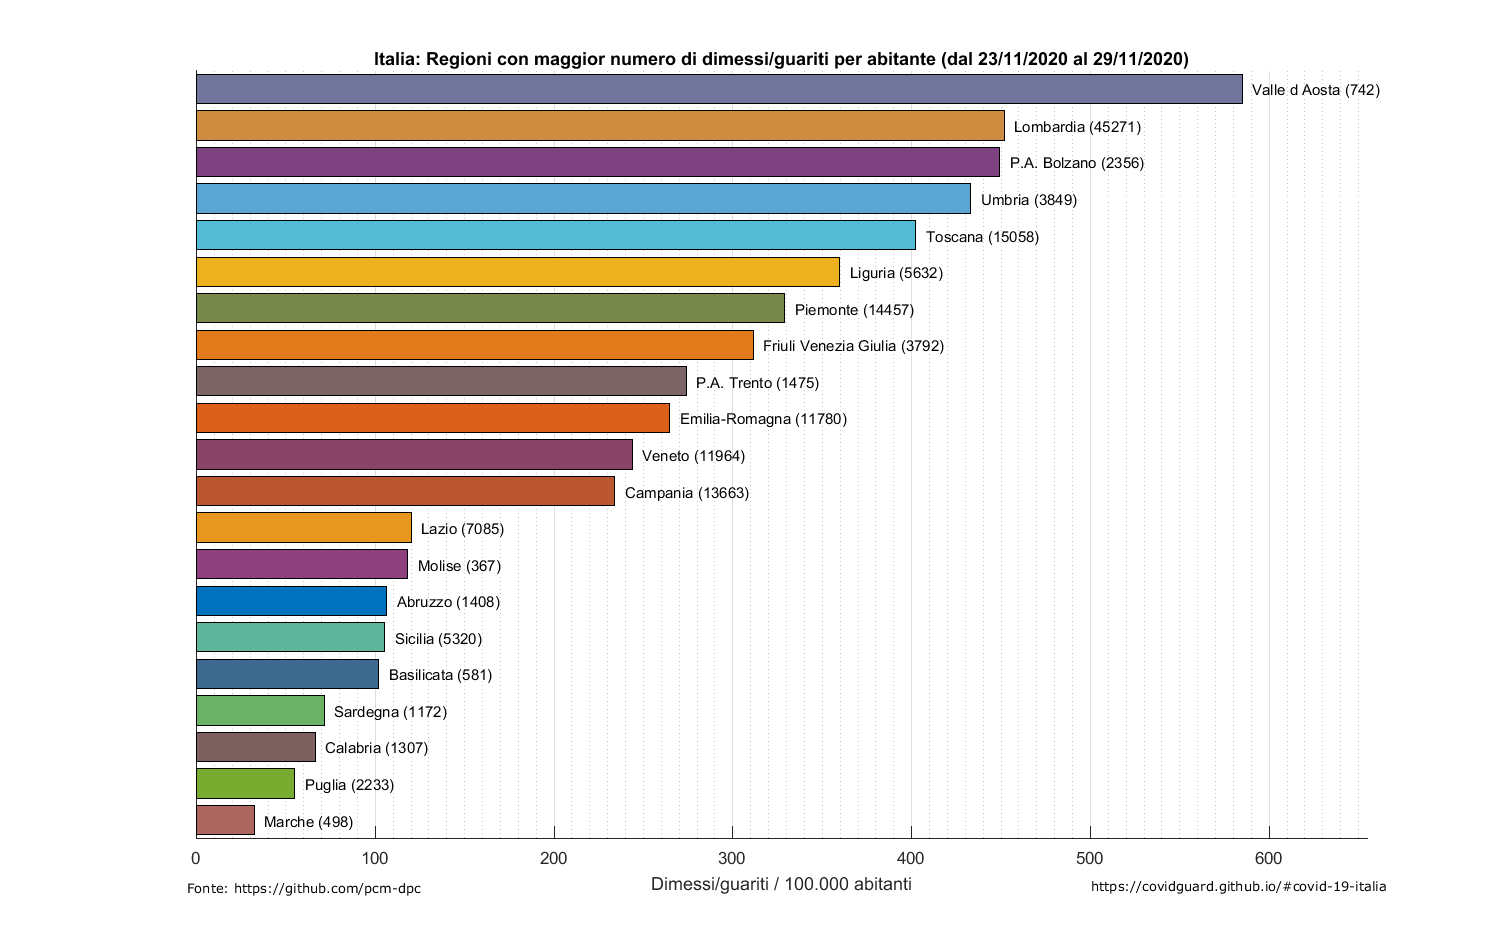 Italia: Regioni con maggior numero di dimessi/guariti per abitante (dal 23/11/2020 al 29/11/2020)
Valle d Aosta (742)
Lombardia (45271)
P.A. Bolzano (2356)
Umbria (3849)
Toscana (15058)
Liguria (5632)
Piemonte (14457)
Friuli Venezia Giulia (3792)
P.A. Trento (1475)
Emilia-Romagna (11780)
Veneto (11964)
Campania (13663)
Lazio (7085)
Molise (367)
Abruzzo (1408)
Sicilia (5320)
Basilicata (581)
Sardegna (1172)
Calabria (1307)
Puglia (2233)
Marche (498)
0 100 200 300 400 500 600
Dimessi/guariti / 100.000 abitanti
Fonte: https://github.com/pcm-dpc
https://covidguard.github.io/#covid-19-italia